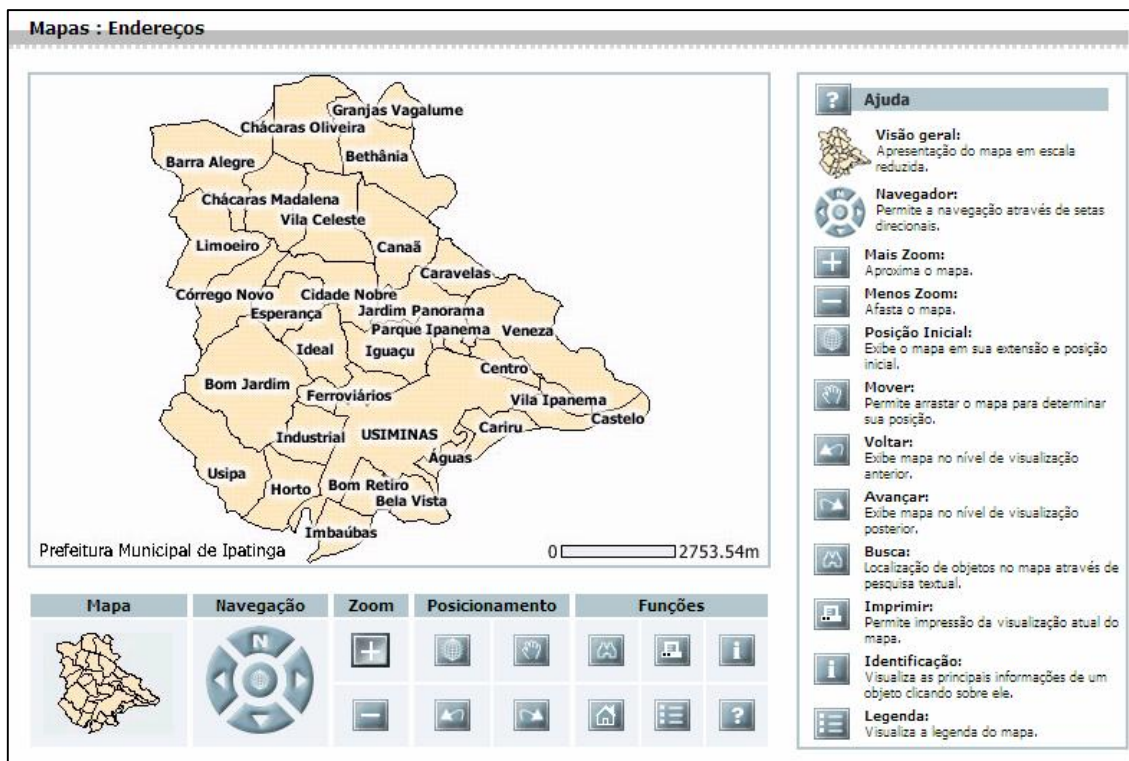 Mapas : Endereços
Granjas Vagalume
Chácaras Oliveira
Barra Alegre
Bethânia
Chácaras Madalena
Vila Celeste
Limoeiro
Canaã
Caravelas
Córrego Novo
Cidade Nobre
Esperança
Jardim Panorama
Parque Ipanema
Veneza
Ideal
Iguaçu
Centro
Bom Jardim
Ferroviários
Vila Ipanema
Castelo
Industrial
USIMINAS
Cariru
Águas
Usipa
Horto
Bom Retiro
Bela Vista
Imbaúbas
Prefeitura Municipal de Ipatinga
0 2753.54m
Mapa
Navegação
Zoom
Posicionamento
Funções
N
+
i
-
?
? Ajuda
Visão geral:
Apresentação do mapa em escala
reduzida.
N
Navegador:
Permite a navegação através de setas
direcionais.
+ Mais Zoom:
Aproxima o mapa.
- Menos Zoom:
Afasta o mapa.
Posição Inicial:
Exibe o mapa em sua extensão e posição
inicial.
Mover:
Permite arrastar o mapa para determinar
sua posição.
Voltar:
Exibe mapa no nível de visualização
anterior.
Avançar:
Exibe mapa no nível de visualização
posterior.
Busca:
Localização de objetos no mapa através de
pesquisa textual.
Imprimir:
Permite impressão da visualização atual do
mapa.
i Identificação:
Visualiza as principais informações de um
objeto clicando sobre ele.
Legenda:
Visualiza a legenda do mapa.